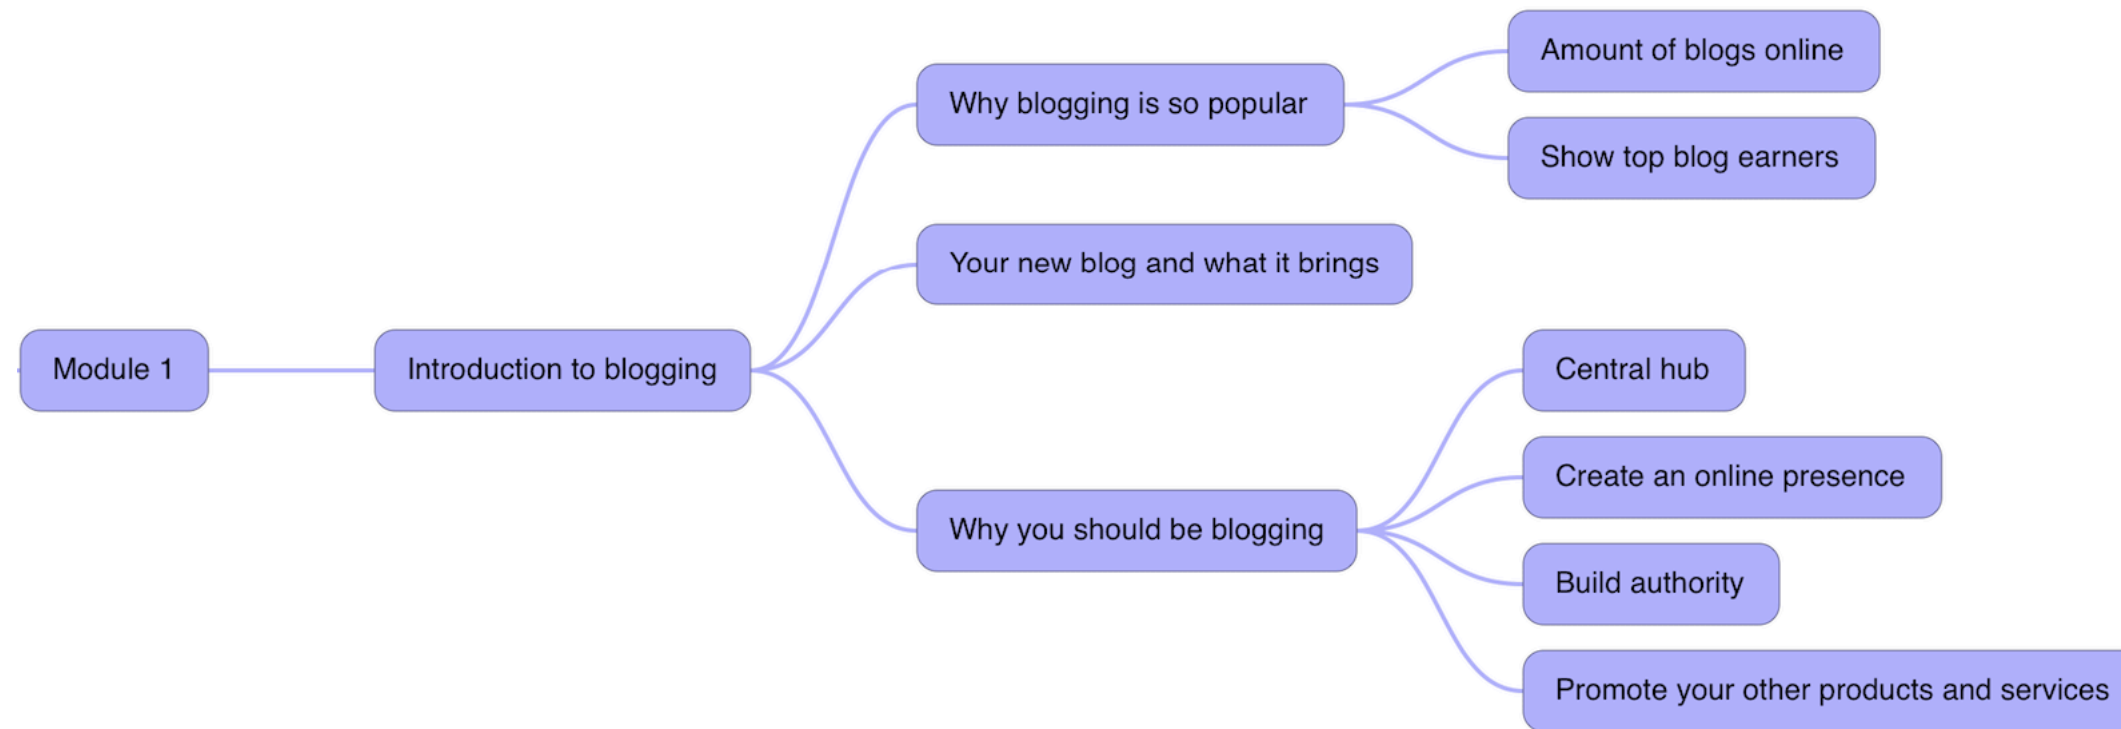 Module 1
Introduction to blogging
Why blogging is so popular
Amount of blogs online
Show top blog earners
Your new blog and what it brings
Why you should be blogging
Central hub
Create an online presence
Build authority
Promote your other products and services